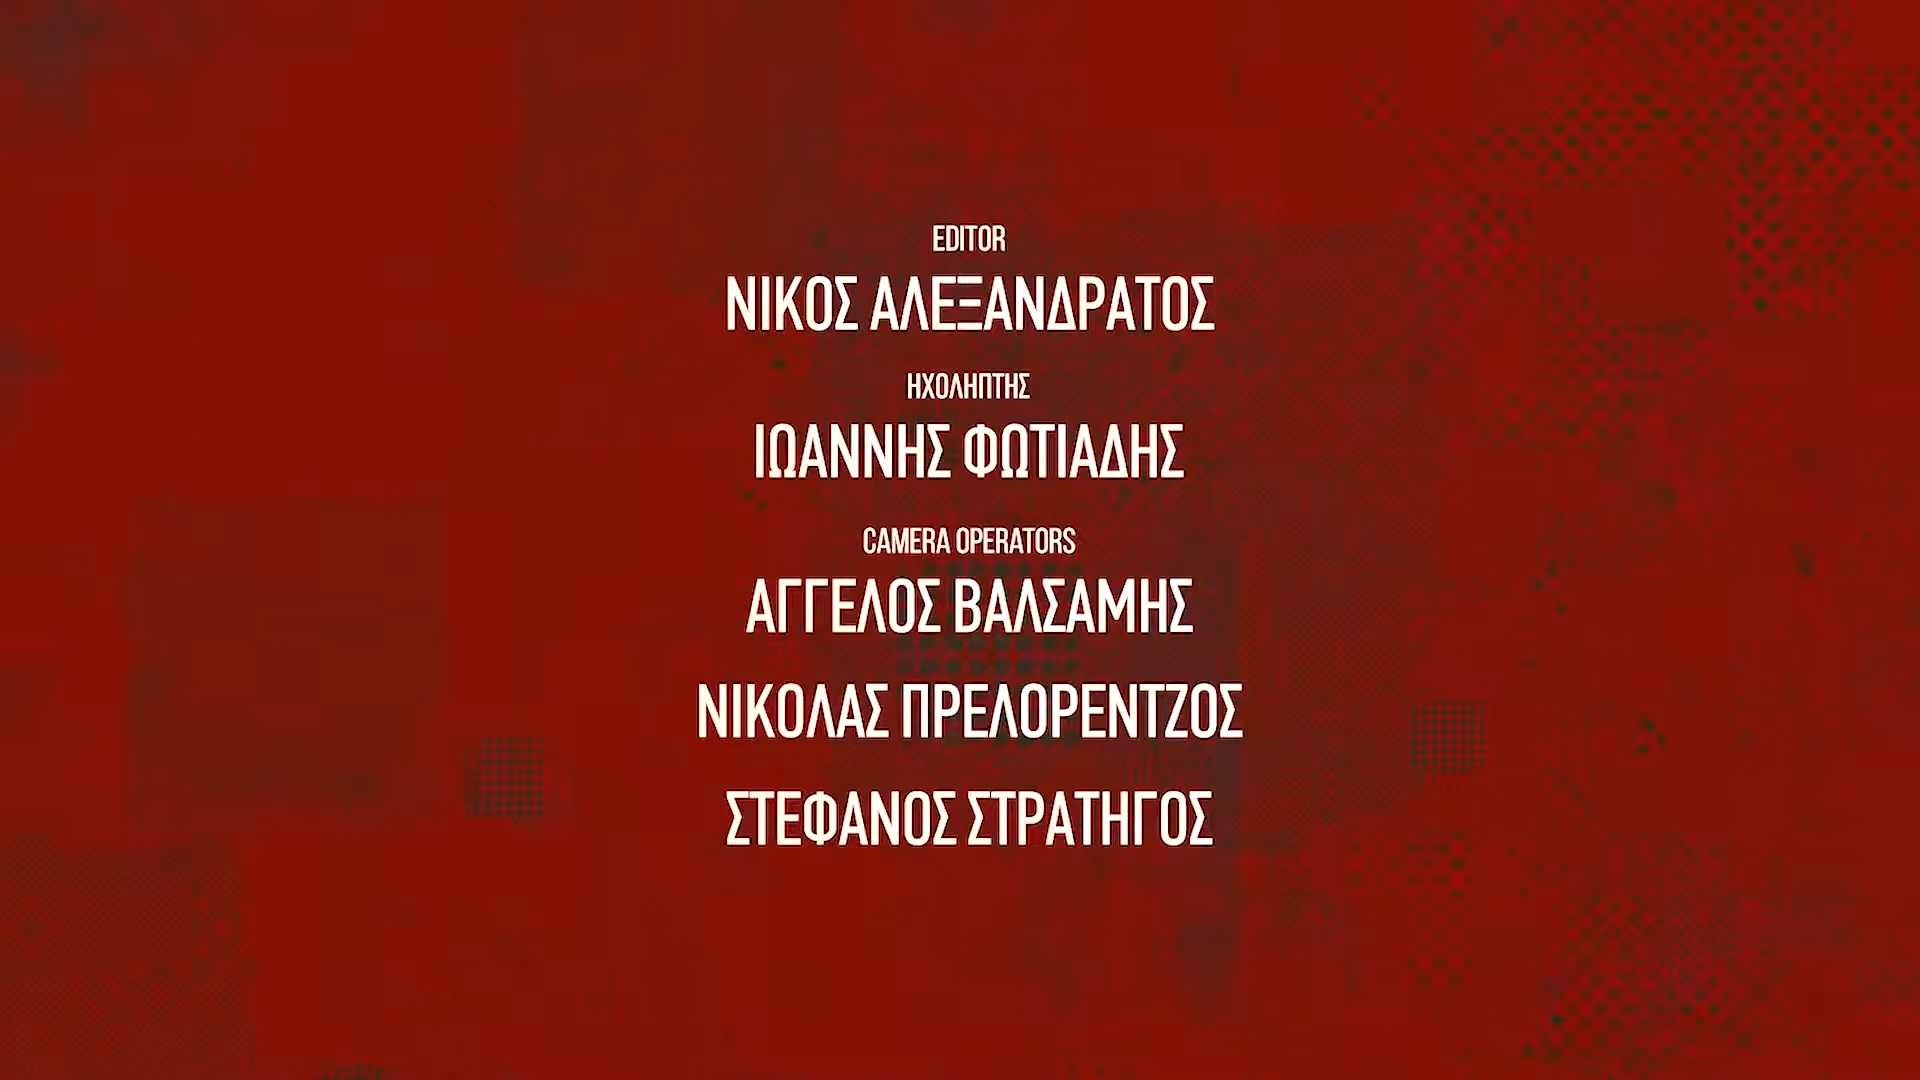 EDITOR
ΝΙΚΟΣ ΑΛΕΞΑΝΔΡΑΤΟΣ
ΗΧΟΛΗΠΤΗΣ
ΙΩΑΝΝΗΣ ΦΩΤΙΑΔΗΣ
CAMERA OPERATORS
ΑΓΓΕΛΟΣ ΒΑΛΣΑΜΗΣ
ΝΙΚΟΛΑΣ ΠΡΕΛΟΡΕΝΤΖΟΣ
ΣΤΕΦΑΝΟΣ ΣΤΡΑΤΗΓΟΣ